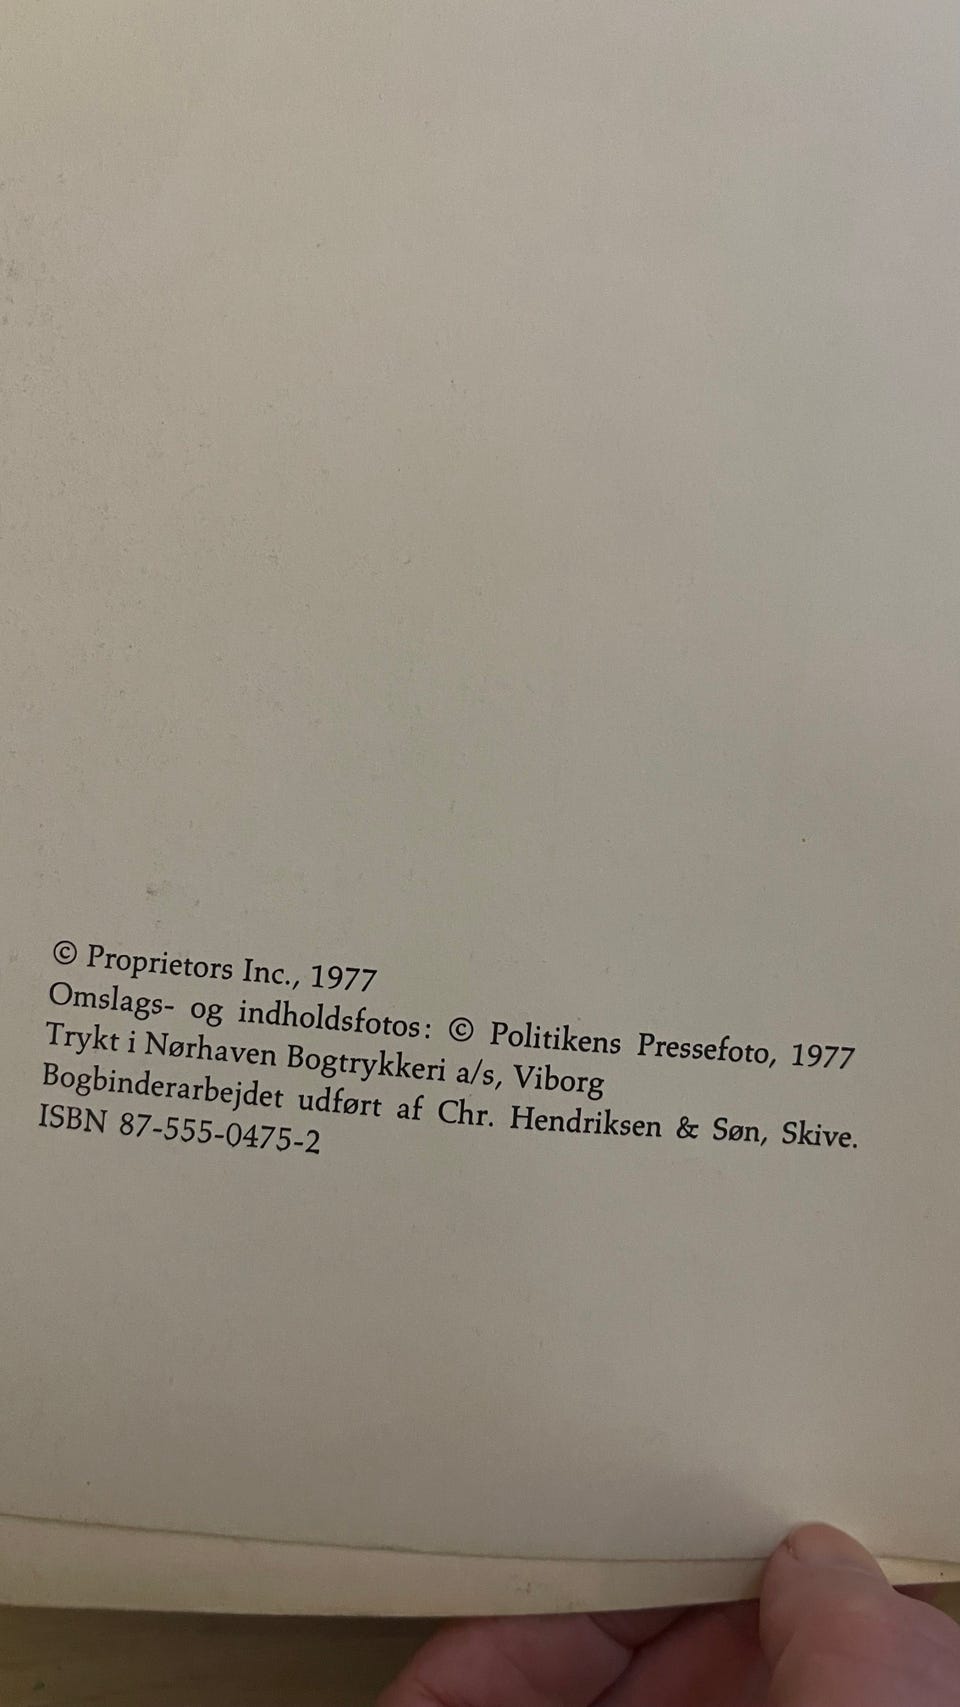 © Proprietors Inc., 1977
Omslags- og indholdsfotos: © Politikens Pressefoto, 1977
Trykt i Nørhaven Bogtrykkeri a/s, Viborg
Bogbinderarbejdet udført af Chr. Hendriksen & Søn, Skive.
ISBN 87-555-0475-2